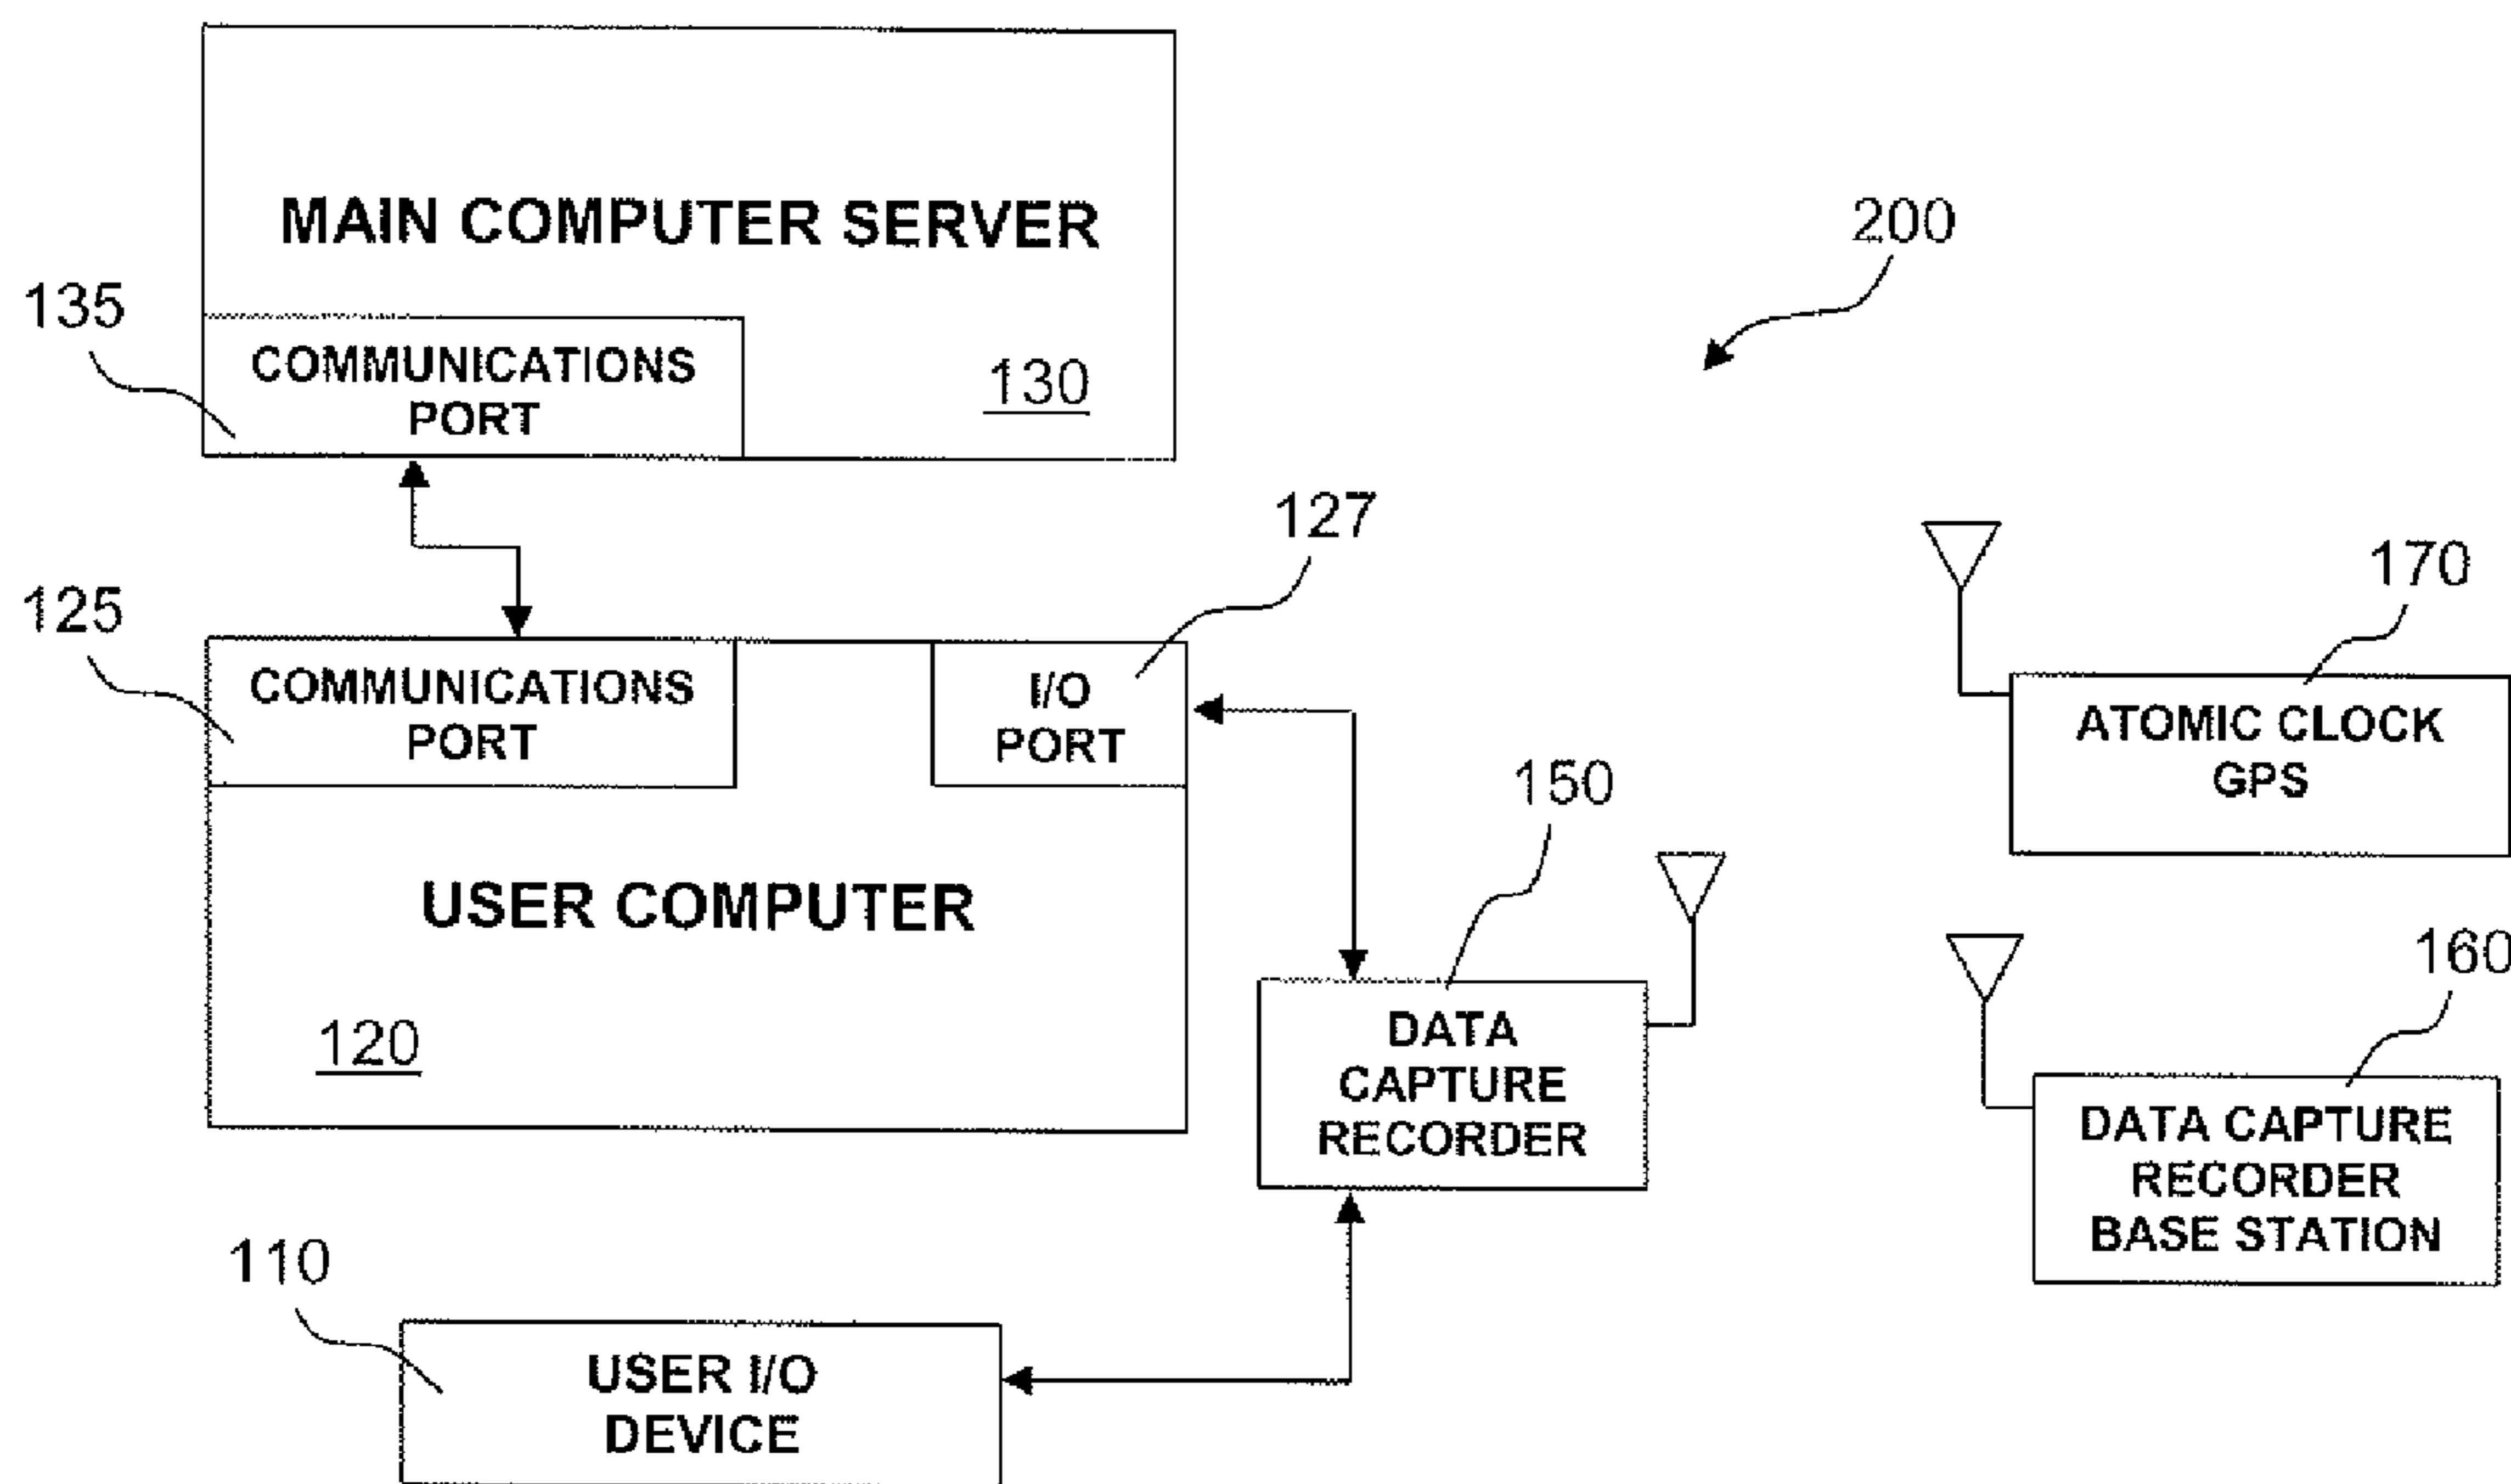 MAIN COMPUTER SERVER
200
135
COMMUNICATIONS
PORT
130
127
125
COMMUNICATIONS
PORT
I/O
PORT
170
ATOMIC CLOCK
GPS
150
USER COMPUTER
120
160
DATA
CAPTURE
RECORDER
DATA CAPTURE
RECORDER
BASE STATION
110
USER I/O
DEVICE